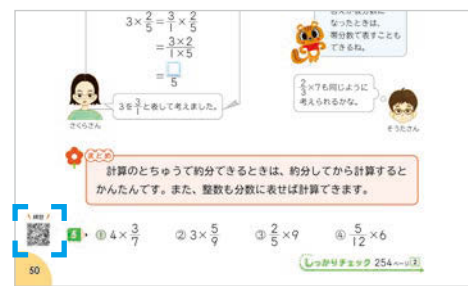 3×2/5=3/1×2/5
=3×2/1×5
=□/5
なったときは、
帯分数で表すことも
できるね。
3を3/1と表して考えました。
さくらさん
2/3×7も同じように
考えられるかな。
そうたさん
まとめ
計算のとちゅうで約分できるときは、約分してから計算すると
かんたんです。また、整数も分数に表せば計算できます。
練習
5 ① 4×3/7 ② 3×5/9 ③ 2/5×9 ④ 5/12×6
しっかりチェック 254ページ2
50